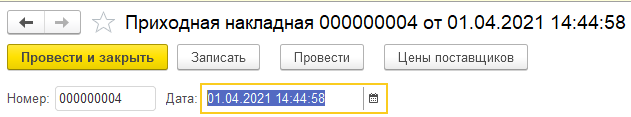 Приходная накладная 000000004 от 01.04.2021 14:44:58
Провести и закрыть Записать Провести Цены поставщиков
Номер: 000000004 Дата: 01.04.2021 14:44:58